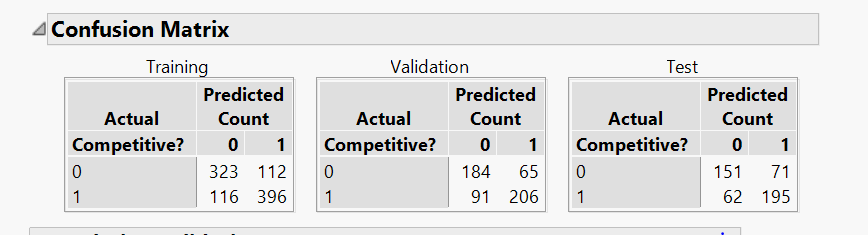 Confusion Matrix
Training Validation Test
Predicted Predicted Predicted
Actual Count Actual Count Actual Count
Competitive? 0 1 Competitive? 0 1 Competitive? 0 1
0 323 112 0 184 65 0 151 71
1 116 396 1 91 206 1 62 195